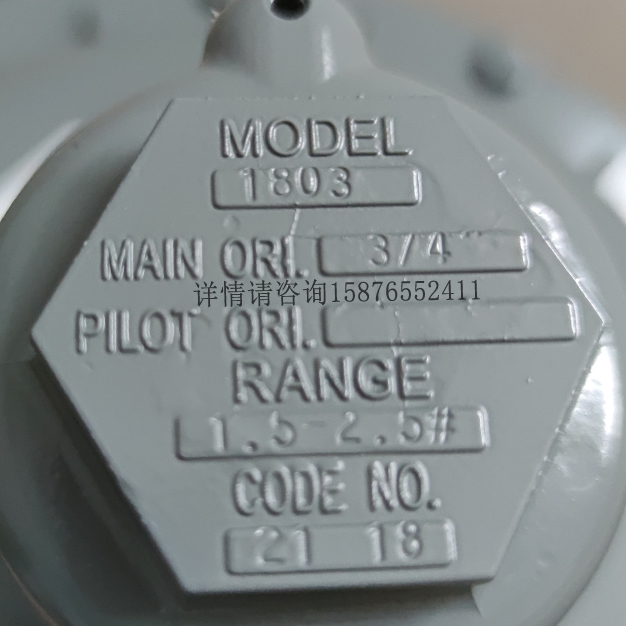 MODEL
1803
MAIN ORI. 3/4"
详情请咨询15876552411
PILOT ORI.
RANGE
1.5-2.5#
CODE NO.
21 18